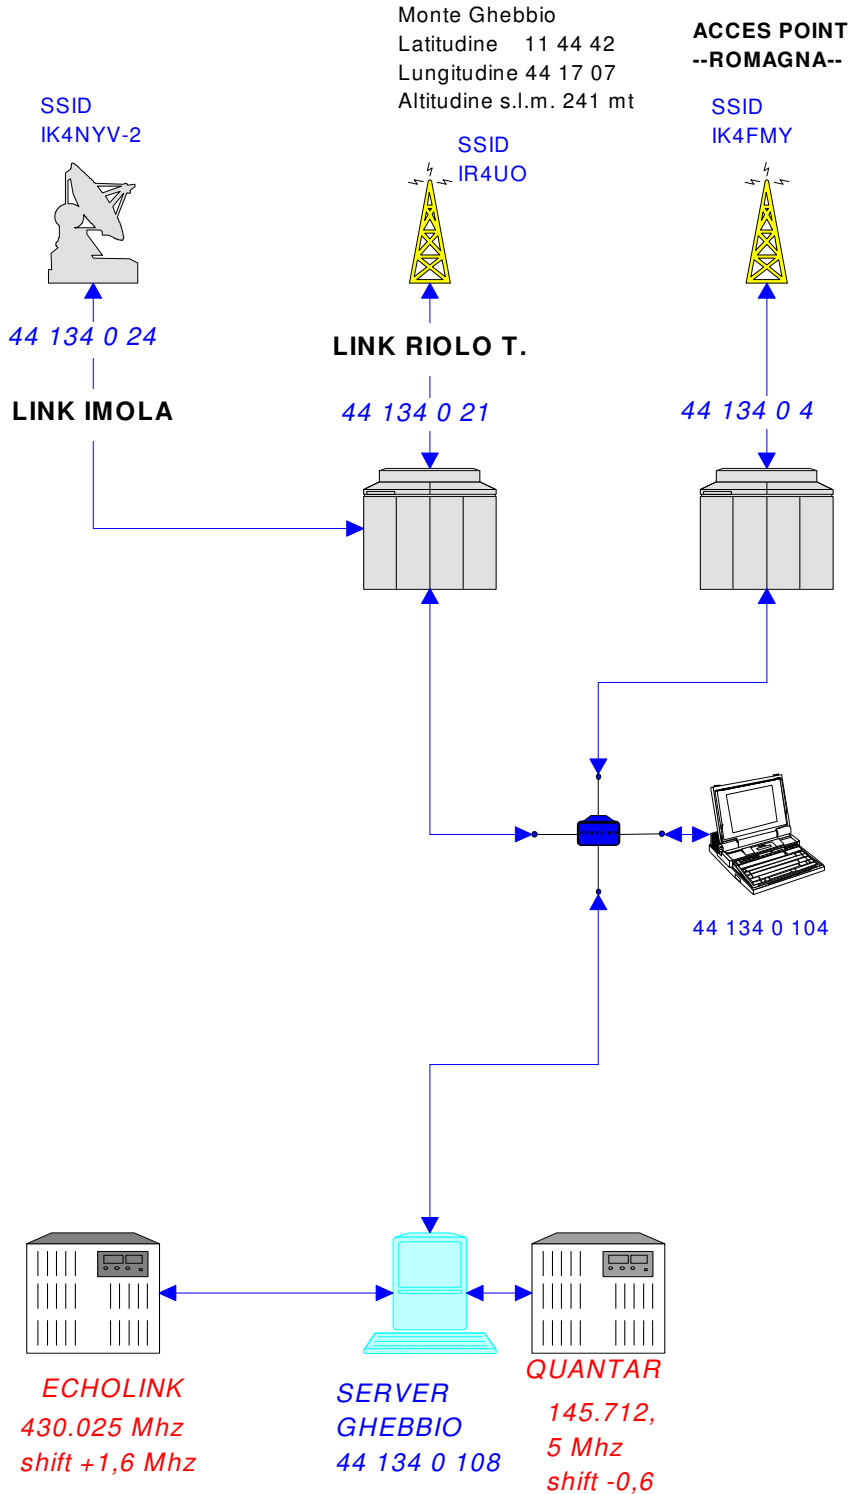 Monte Ghebbio
Latitudine 11 44 42
Lungitudine 44 17 07
Altitudine s.l.m. 241 mt
ACCES POINT
--ROMAGNA--
SSID
IK4NYV-2
SSID
IR4UO
SSID
IK4FMY
44 134 0 24
LINK RIOLO T.
LINK IMOLA
44 134 0 21
44 134 0 4
44 134 0 104
ECHOLINK
430.025 Mhz
shift +1,6 Mhz
SERVER
GHEBBIO
44 134 0 108
QUANTAR
145.712,
5 Mhz
shift -0,6